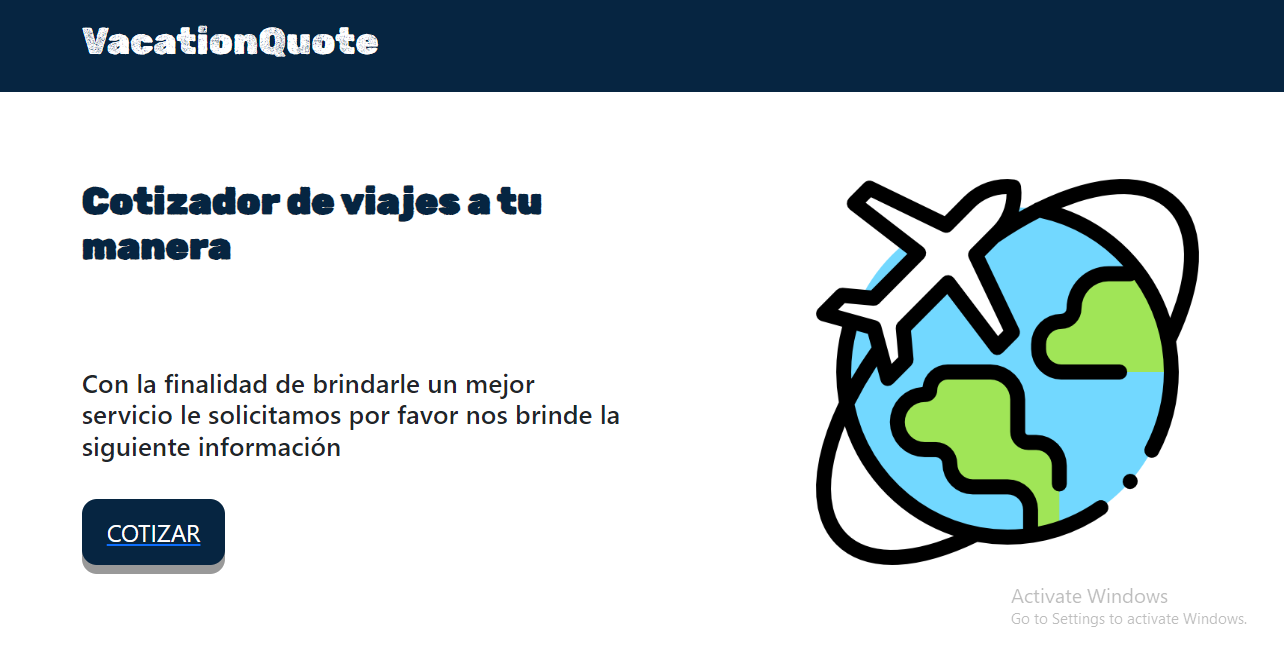 VacationQuote
Cotizador de viajes a tu
manera
Con la finalidad de brindarle un mejor
servicio le solicitamos por favor nos brinde la
siguiente información
COTIZAR
Activate Windows
Go to Settings to activate Windows.